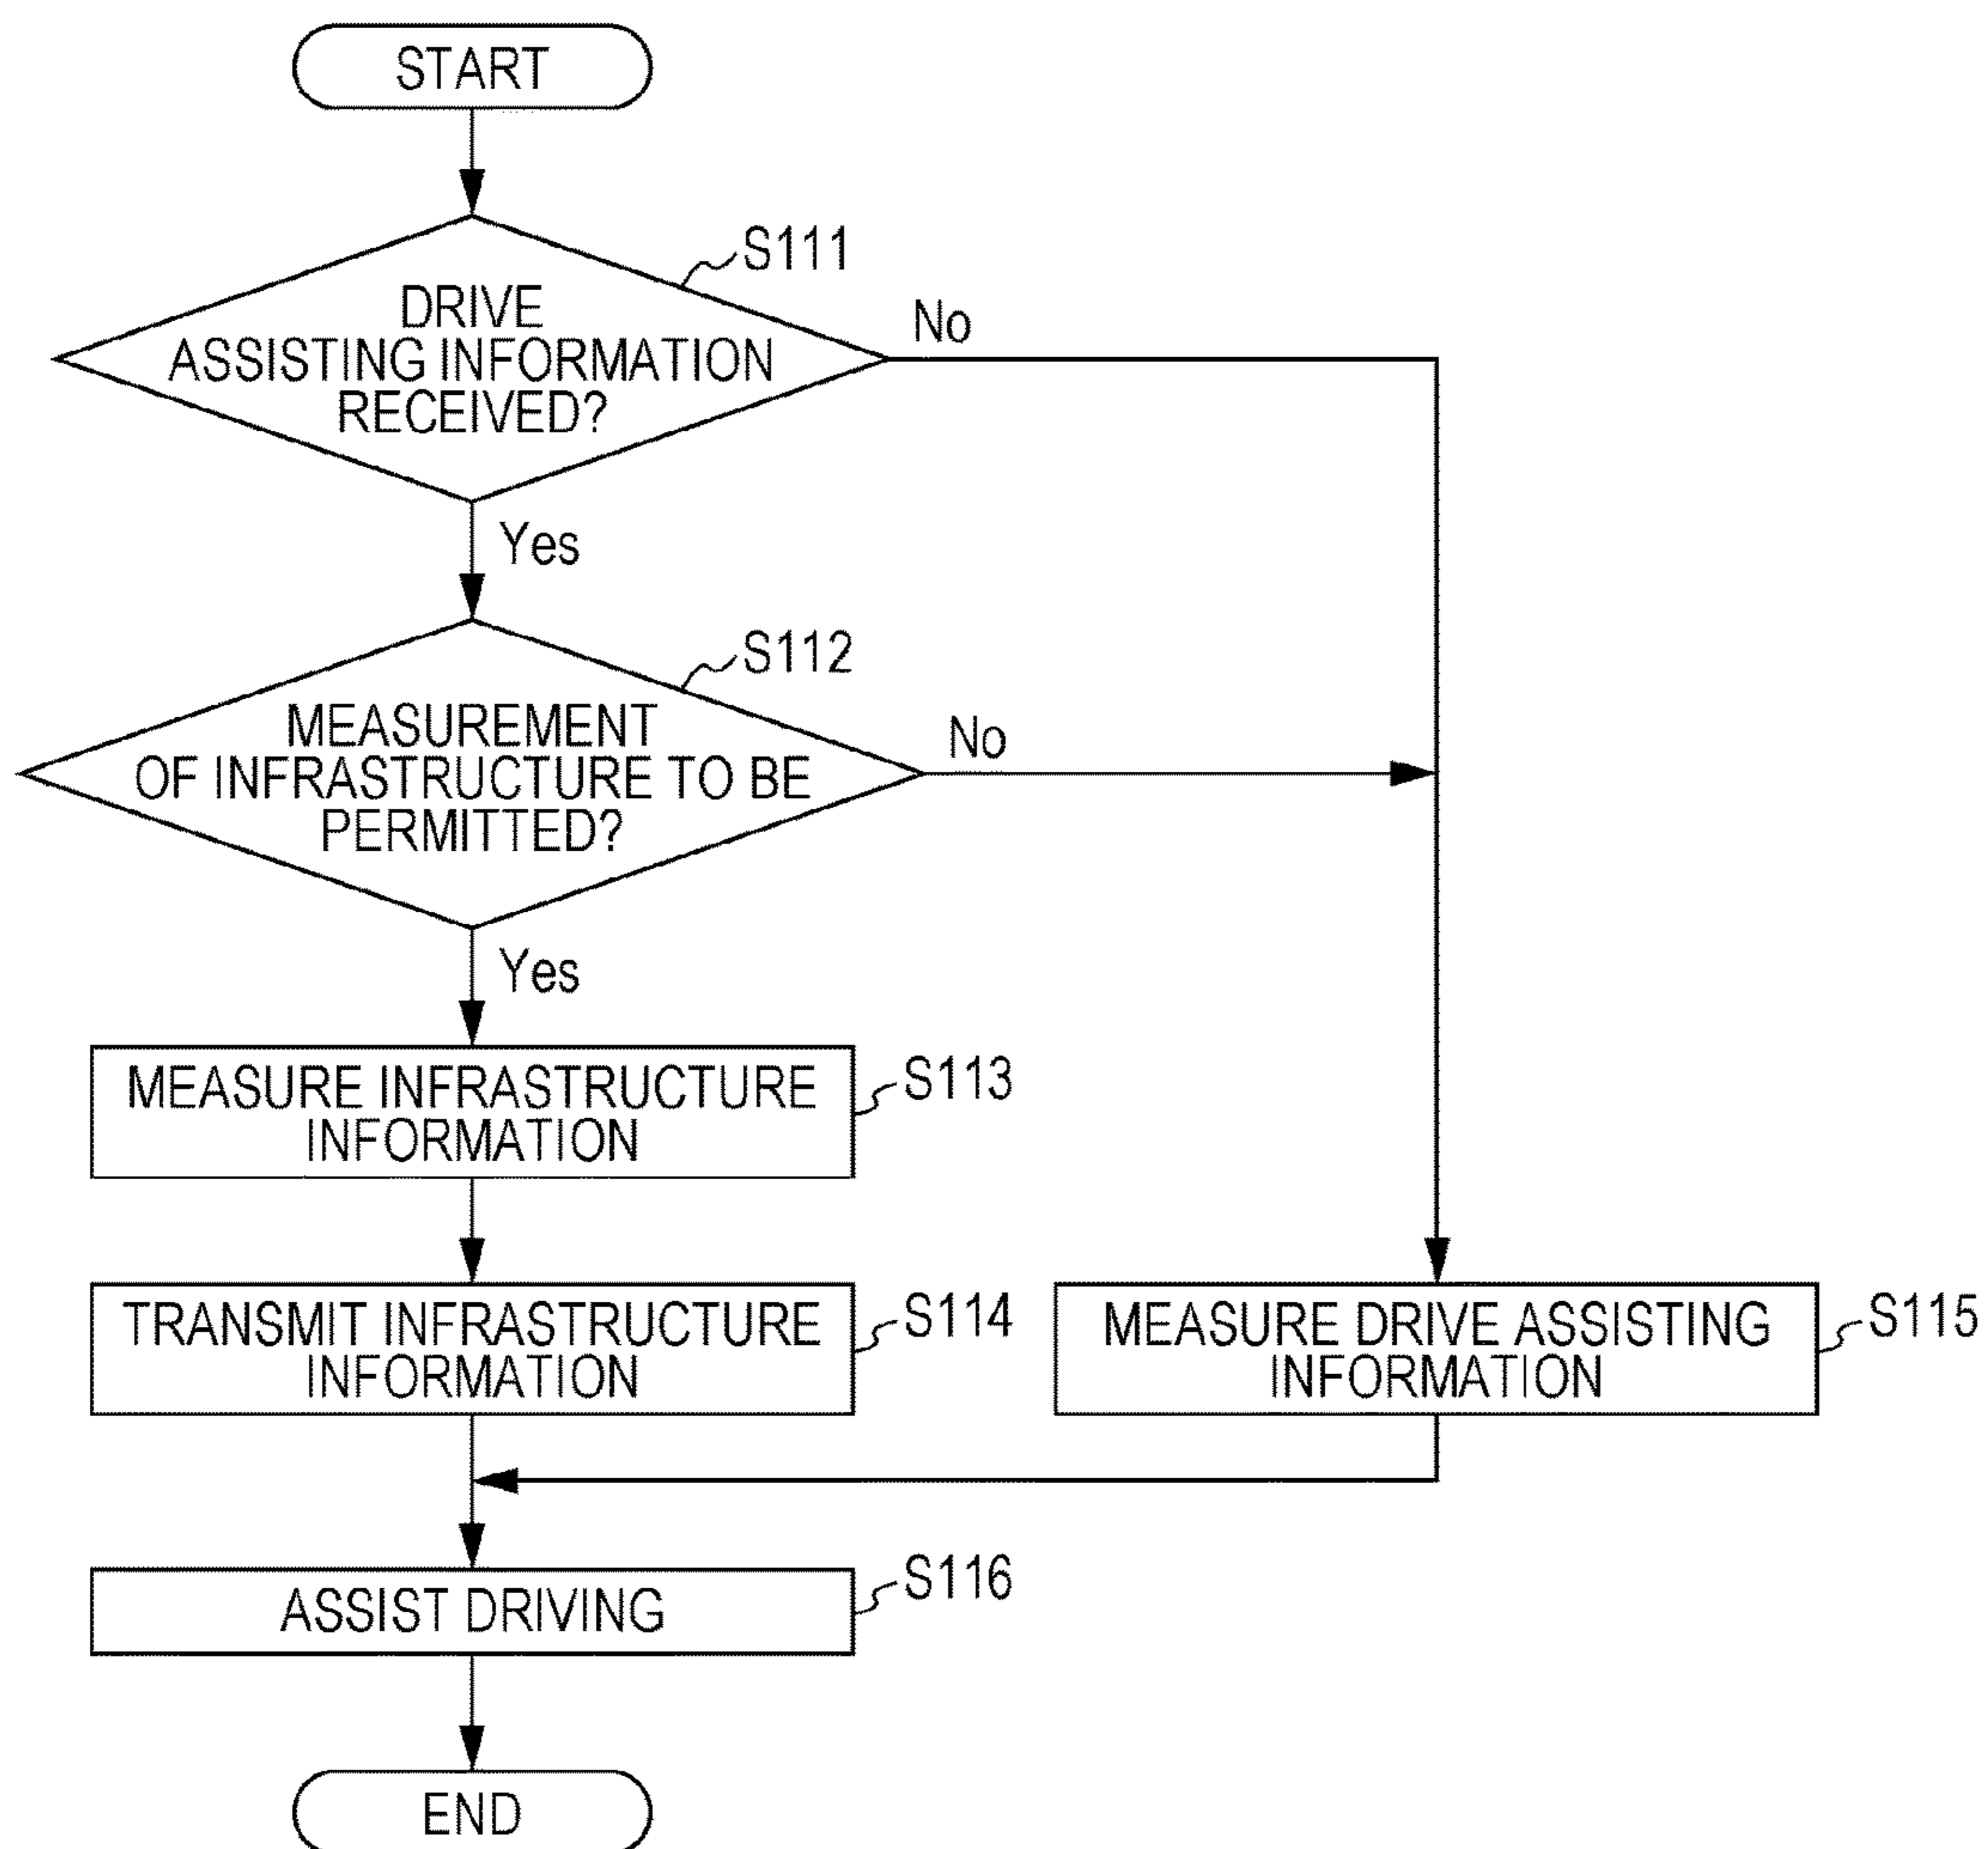 START
S111
DRIVE
ASSISTING INFORMATION
RECEIVED?
No
Yes
S112
MEASUREMENT
OF INFRASTRUCTURE TO BE
PERMITTED?
No
Yes
MEASURE INFRASTRUCTURE
INFORMATION
S113
TRANSMIT INFRASTRUCTURE
INFORMATION
S114
MEASURE DRIVE ASSISTING
INFORMATION
S115
ASSIST DRIVING
S116
END